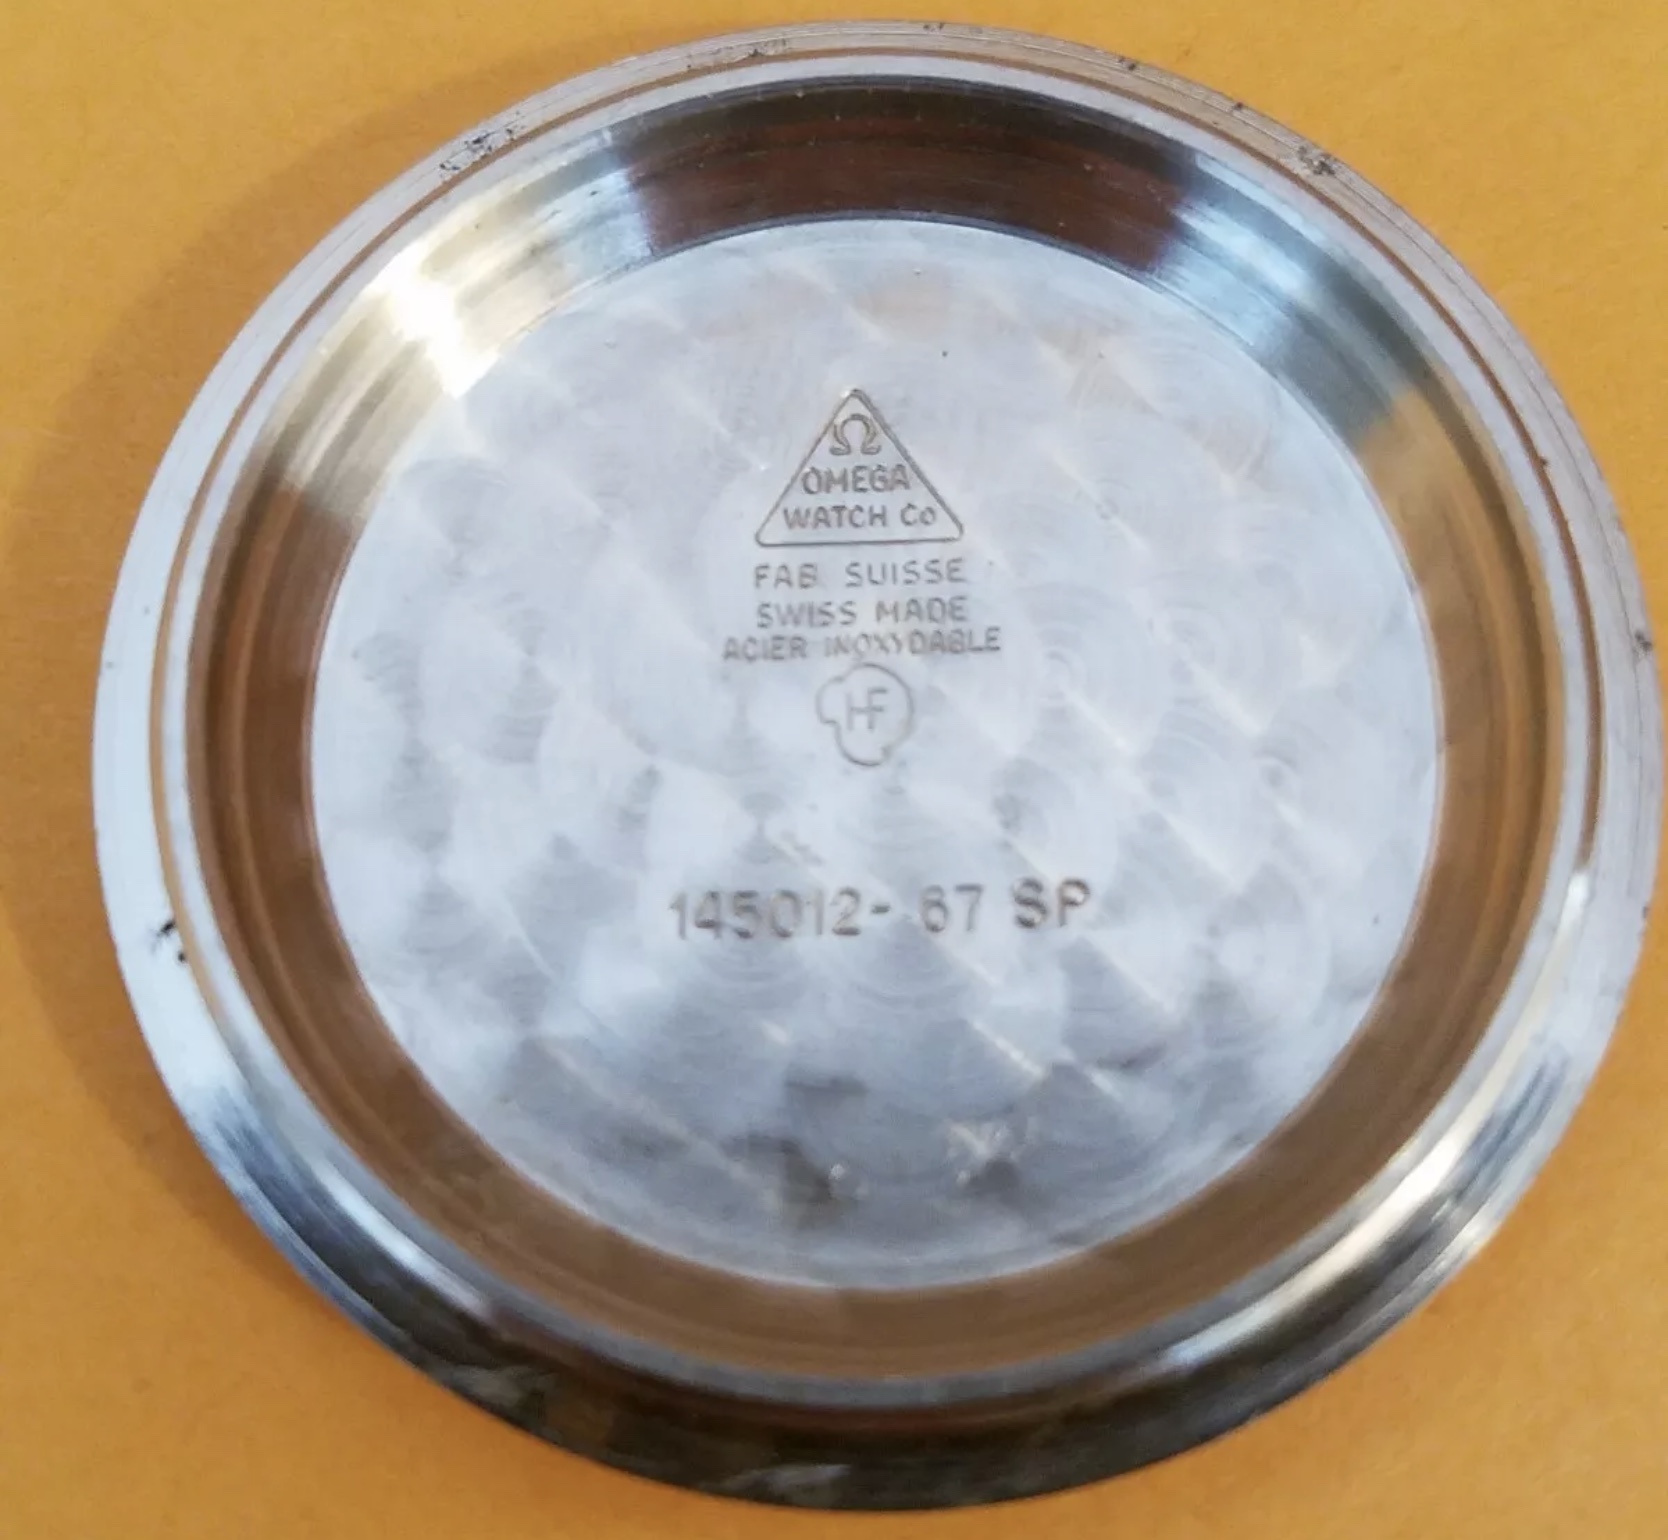 Ω
OMEGA
WATCH Co
FAB. SUISSE
SWISS MADE
ACIER INOXYDABLE
HF
145012- 67 SP